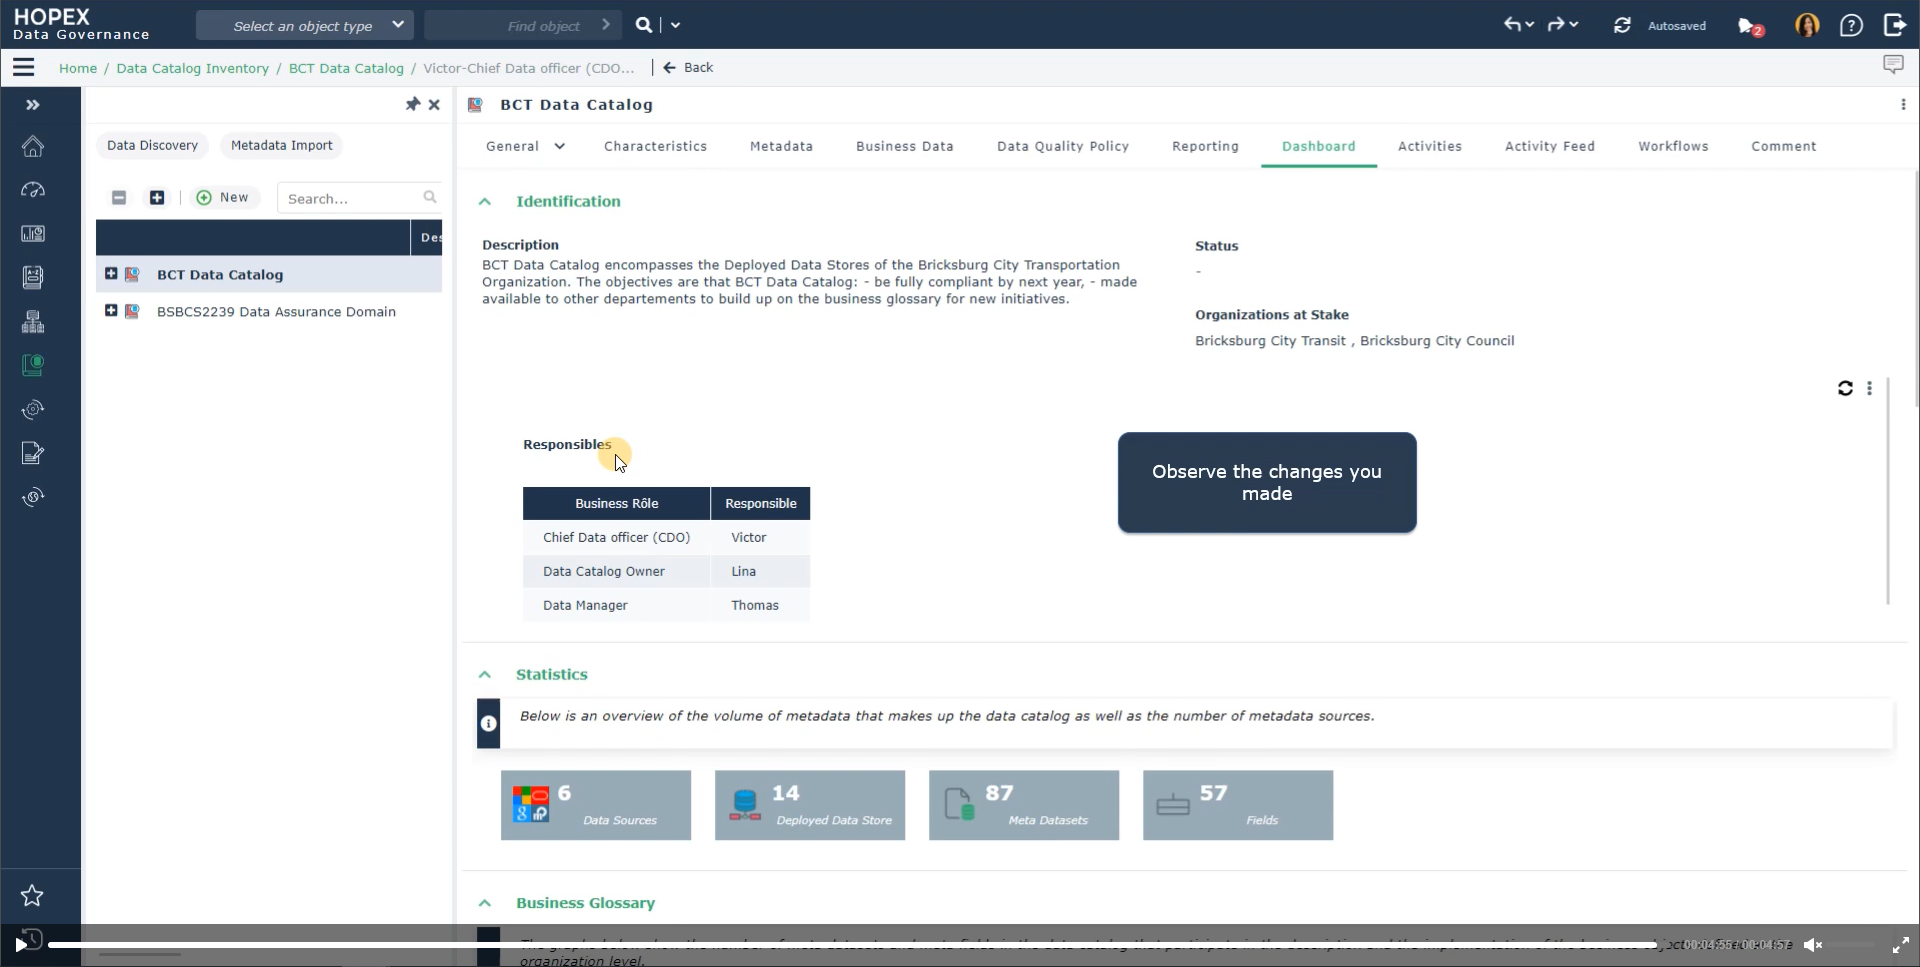 HOPEX
Data Governance
Select an object type
Find object
Autosaved
2
?
Home / Data Catalog Inventory / BCT Data Catalog / Victor-Chief Data officer (CDO...
Back
BCT Data Catalog
Data Discovery
Metadata Import
General
Characteristics
Metadata
Business Data
Data Quality Policy
Reporting
Dashboard
Activities
Activity Feed
Workflows
Comment
New
Search...
Des
BCT Data Catalog
BSBCS2239 Data Assurance Domain
Identification
Description
BCT Data Catalog encompasses the Deployed Data Stores of the Bricksburg City Transportation
Organization. The objectives are that BCT Data Catalog: - be fully compliant by next year, - made
available to other departements to build up on the business glossary for new initiatives.
Status
-
Organizations at Stake
Bricksburg City Transit , Bricksburg City Council
Responsibles
Business Rôle
Responsible
Chief Data officer (CDO)
Victor
Data Catalog Owner
Lina
Data Manager
Thomas
Observe the changes you
made
Statistics
Below is an overview of the volume of metadata that makes up the data catalog as well as the number of metadata sources.
6
Data Sources
14
Deployed Data Store
87
Meta Datasets
57
Fields
Business Glossary
organization level.
00:04:55 / 00:04:57